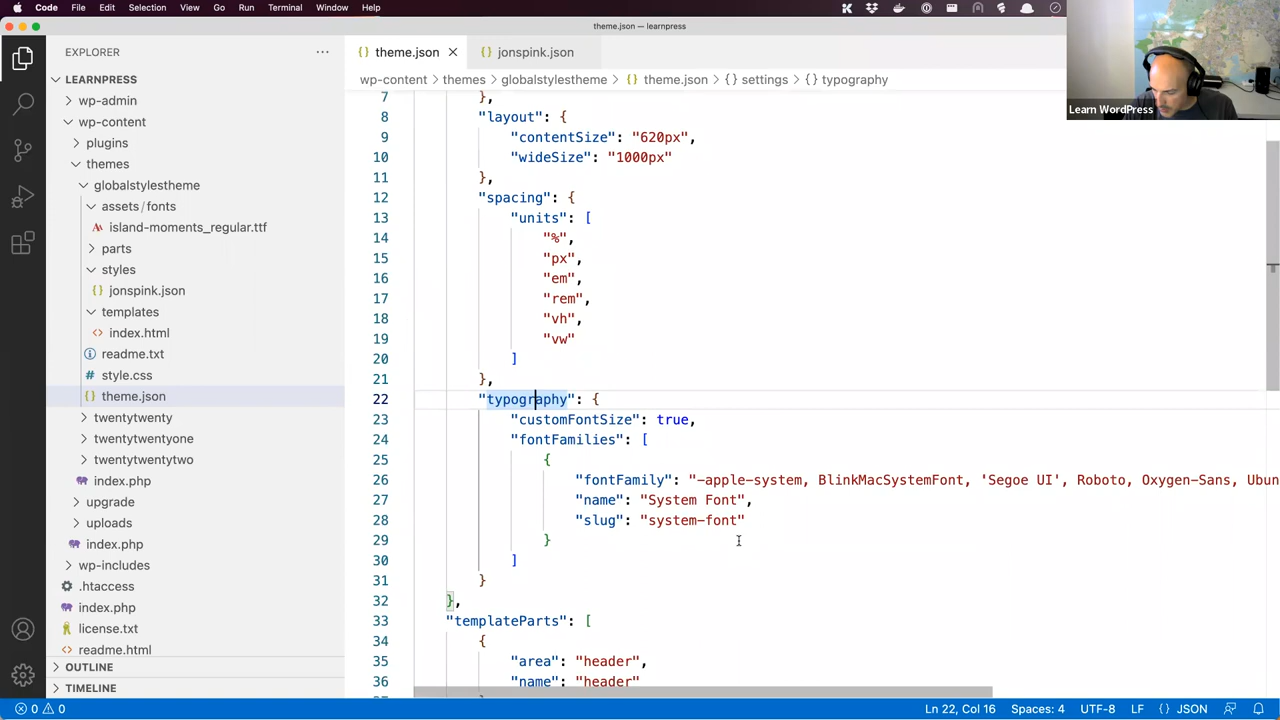 Code File Edit Selection View Go Run Terminal Window Help
theme.json — learnpress
EXPLORER
LEARNPRESS
wp-admin
wp-content
plugins
themes
globalstylestheme
assets/fonts
island-moments_regular.ttf
parts
styles
jonspink.json
templates
index.html
readme.txt
style.css
theme.json
twentytwenty
twentytwentyone
twentytwentytwo
index.php
upgrade
uploads
index.php
wp-includes
.htaccess
index.php
license.txt
readme.html
OUTLINE
TIMELINE
{} theme.json {} jonspink.json
wp-content > themes > globalstylestheme > {} theme.json > {} settings > {} typography
7 },
8 "layout": {
9 "contentSize": "620px",
10 "wideSize": "1000px"
11 },
12 "spacing": {
13 "units": [
14 "%",
15 "px",
16 "em",
17 "rem",
18 "vh",
19 "vw"
20 ]
21 },
22 "typography": {
23 "customFontSize": true,
24 "fontFamilies": [
25 {
26 "fontFamily": "-apple-system, BlinkMacSystemFont, 'Segoe UI', Roboto, Oxygen-Sans, Ubun
27 "name": "System Font",
28 "slug": "system-font"
29 }
30 ]
31 }
32 },
33 "templateParts": [
34 {
35 "area": "header",
36 "name": "header"
Learn WordPress
0 0 Ln 22, Col 16 Spaces: 4 UTF-8 LF {} JSON